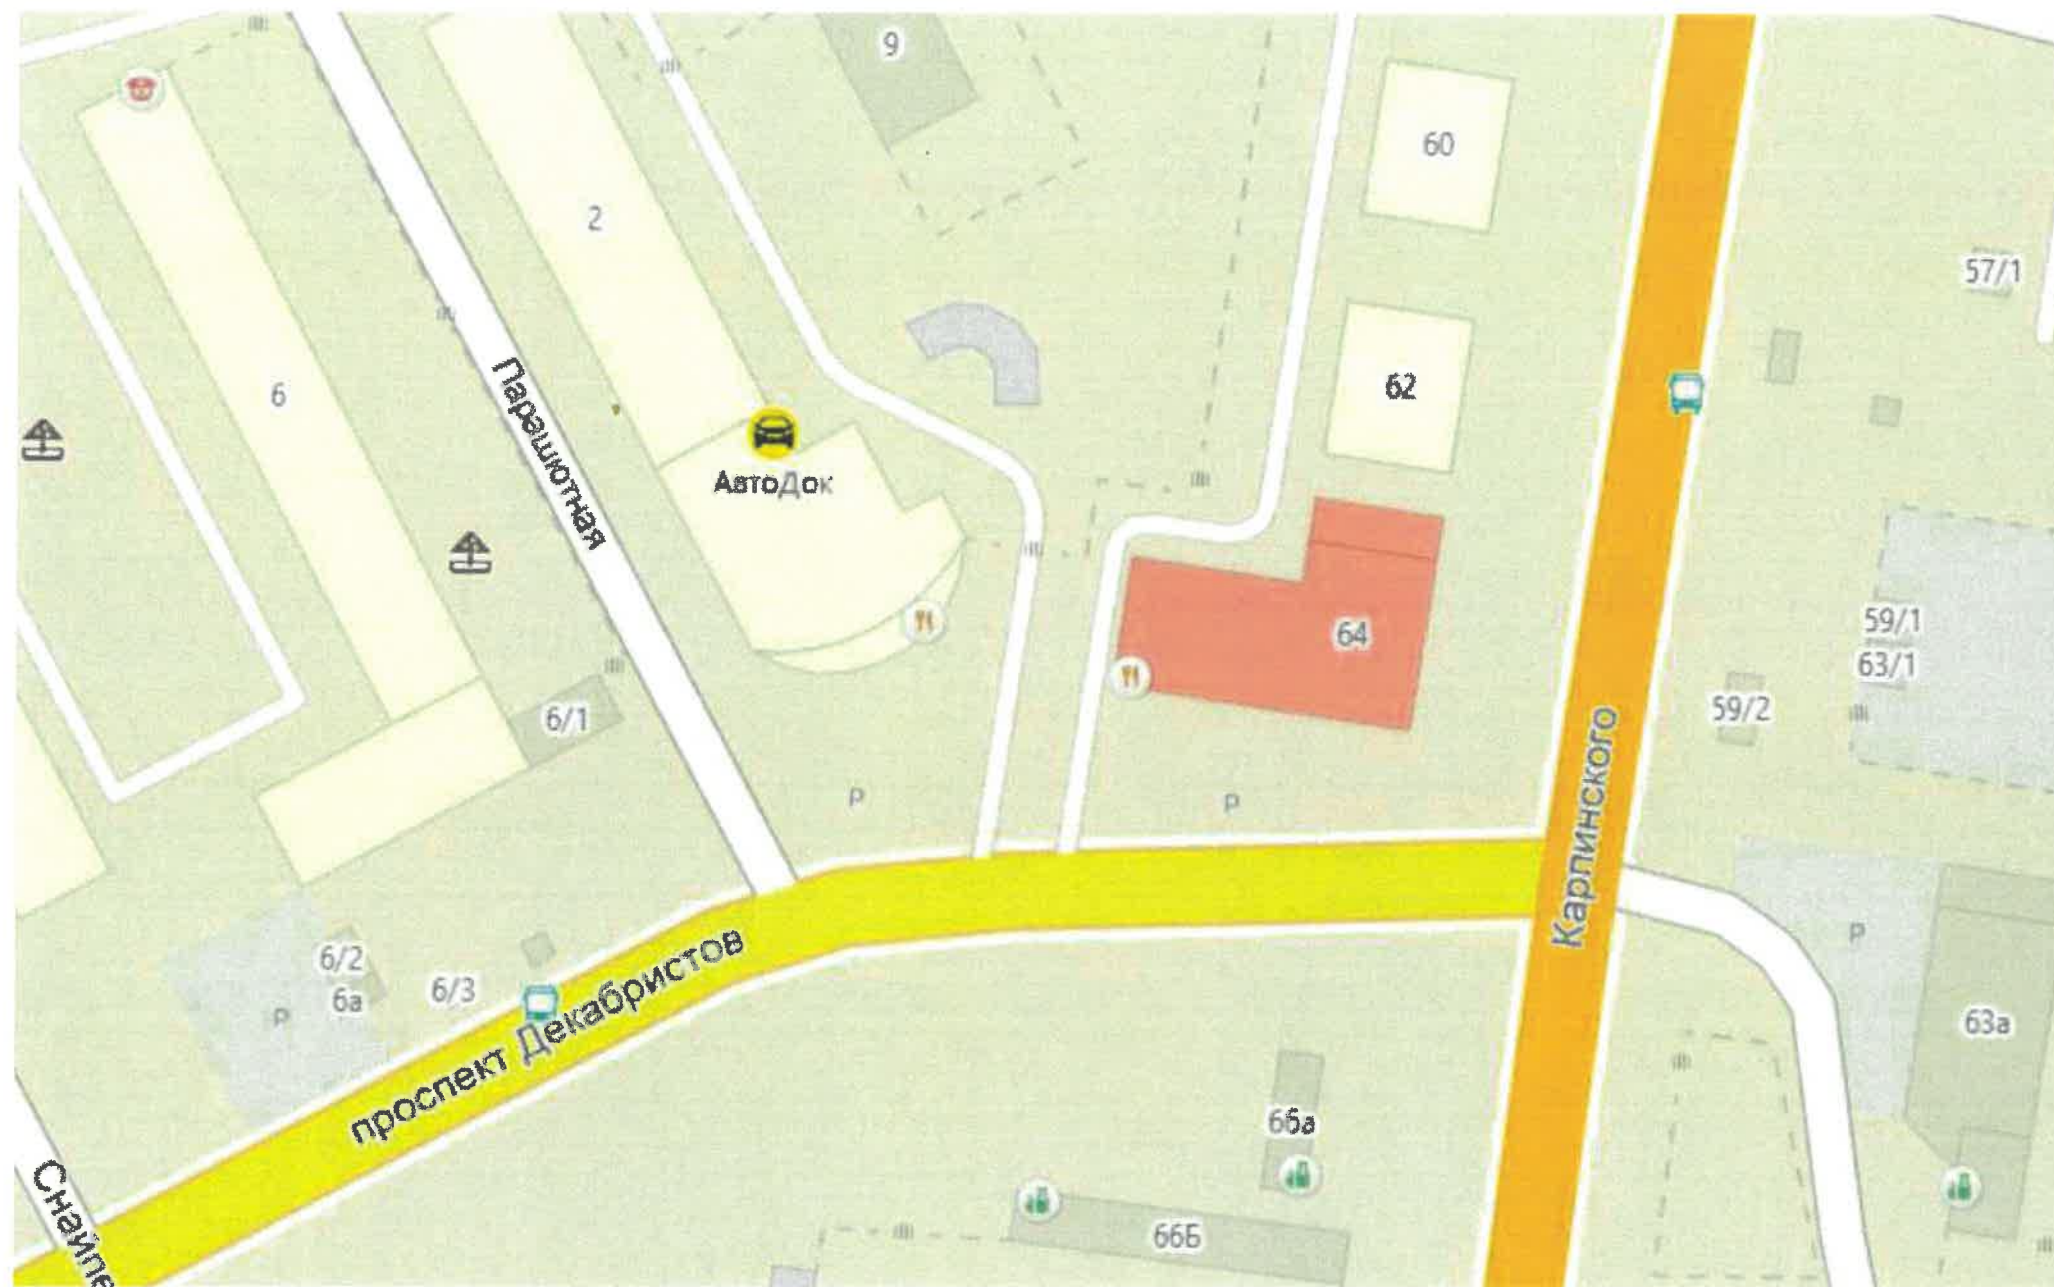 9
60
2
57/1
Парашютная
62
6
АвтоДок
59/1
64
63/1
59/2
6/1
Р
Р
Карпинского
Р
6/2
6/3
6а
Р
проспект Декабристов
63а
66а
Снайпе
66Б